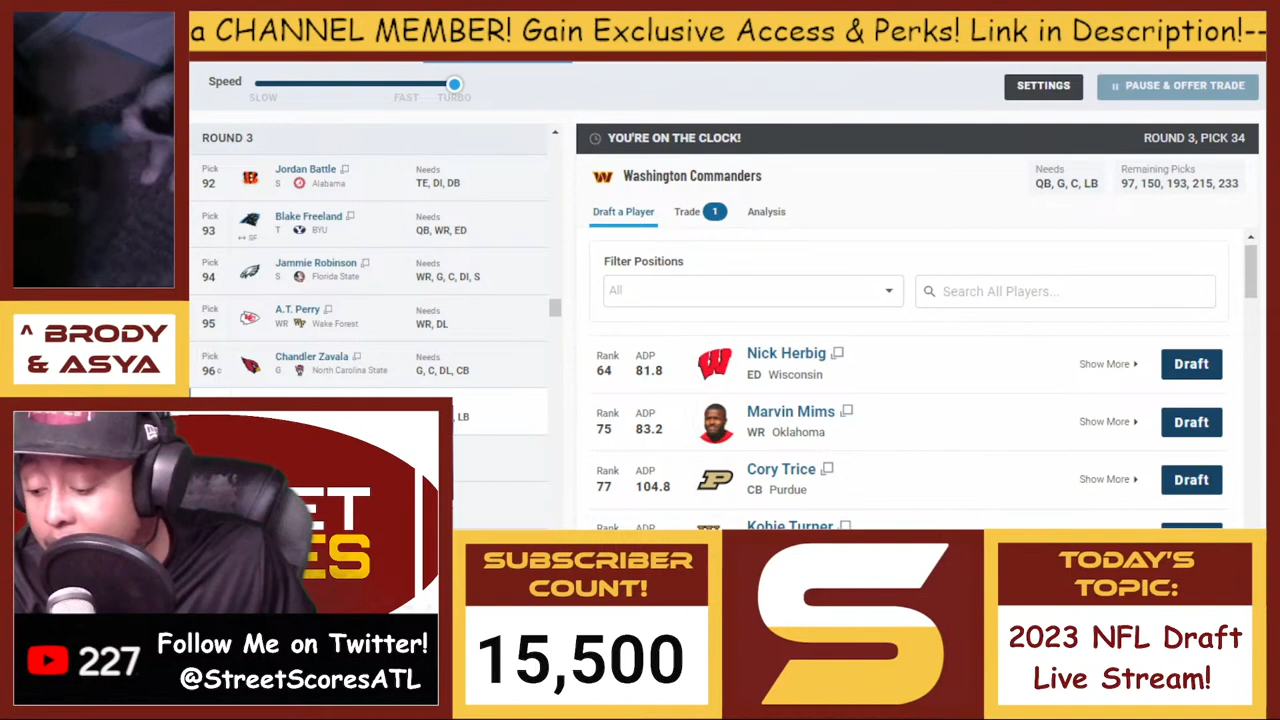 a CHANNEL MEMBER! Gain Exclusive Access & Perks! Link in Description!--
Speed
SLOW FAST TURBO
SETTINGS
PAUSE & OFFER TRADE
ROUND 3
Pick 92
Jordan Battle
S Alabama
Needs
TE, DI, DB
Pick 93
↔ SF
Blake Freeland
T BYU
Needs
QB, WR, ED
Pick 94
Jammie Robinson
S Florida State
Needs
WR, G, C, DI, S
Pick 95
A.T. Perry
WR Wake Forest
Needs
WR, DL
Pick 96 c
Chandler Zavala
G North Carolina State
Needs
G, C, DL, CB
, LB
YOU'RE ON THE CLOCK!
ROUND 3, PICK 34
Washington Commanders
Needs
QB, G, C, LB
Remaining Picks
97, 150, 193, 215, 233
Draft a Player
Trade 1
Analysis
Filter Positions
All
Search All Players...
Rank 64
ADP 81.8
Nick Herbig
ED Wisconsin
Show More
Draft
Rank 75
ADP 83.2
Marvin Mims
WR Oklahoma
Show More
Draft
Rank 77
ADP 104.8
Cory Trice
CB Purdue
Show More
Draft
Rank ADP
Kobie Turner
^ BRODY
& ASYA
227
Follow Me on Twitter!
@StreetScoresATL
SUBSCRIBER
COUNT!
15,500
TODAY'S
TOPIC:
2023 NFL Draft
Live Stream!